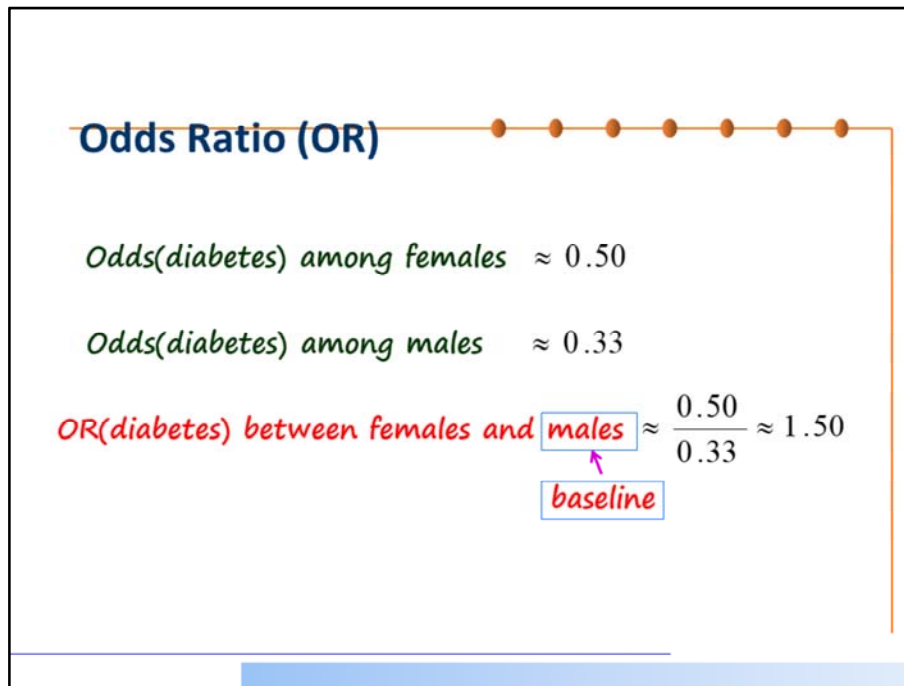 Odds Ratio (OR)
Odds(diabetes) among females ≈ 0.50
Odds(diabetes) among males ≈ 0.33
OR(diabetes) between females and males ≈ 0.50/0.33 ≈ 1.50
baseline